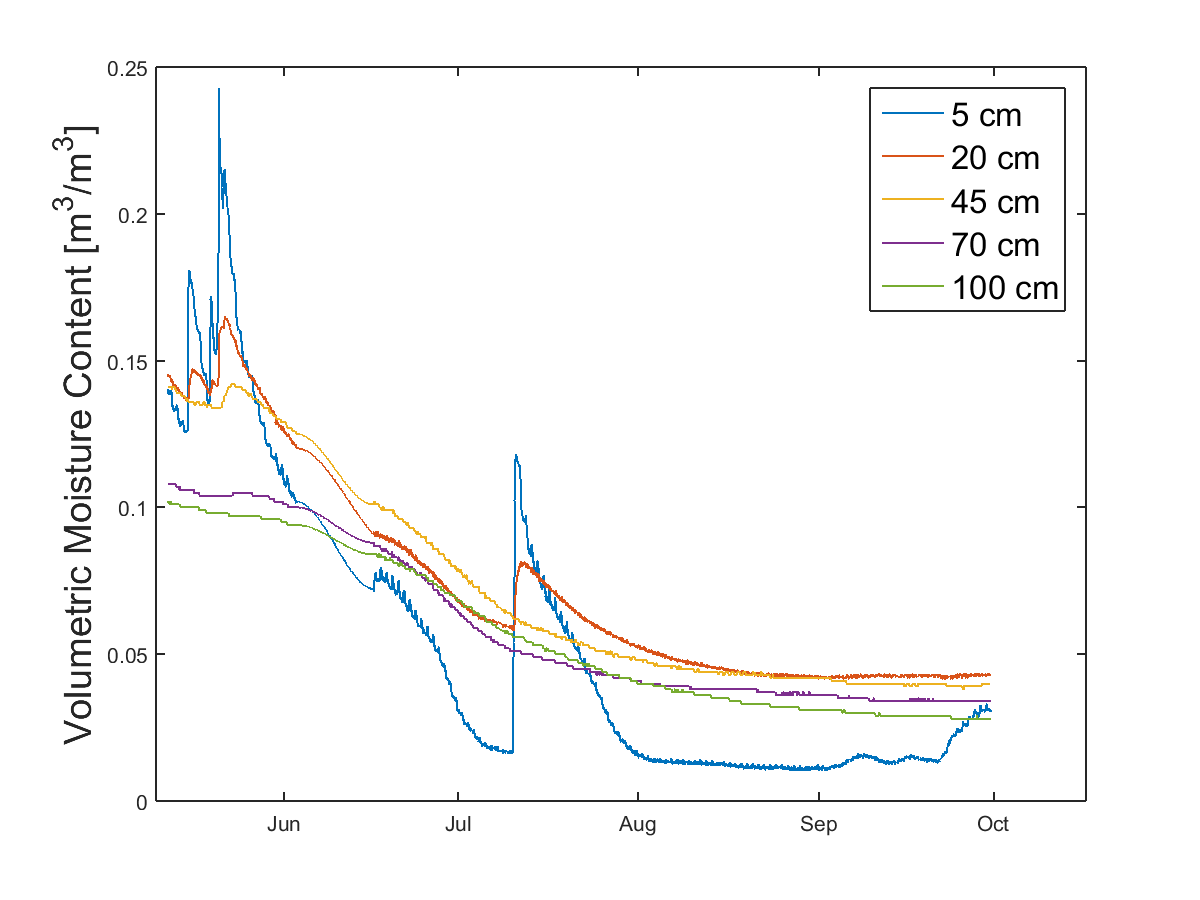 Volumetric Moisture Content [m³/m³]
0.25
0.2
0.15
0.1
0.05
0
Jun Jul Aug Sep Oct
5 cm
20 cm
45 cm
70 cm
100 cm